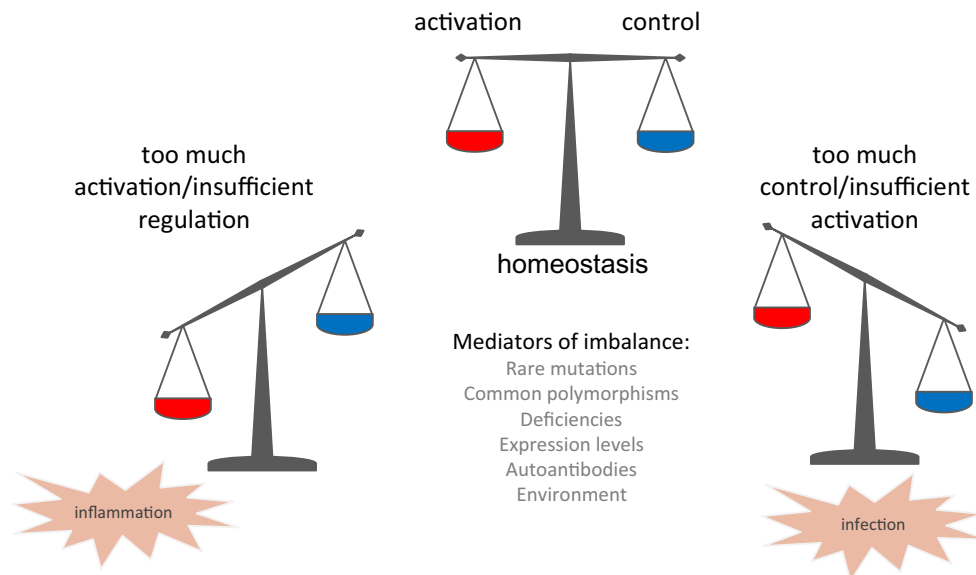 activation
control
too much
activation/insufficient
regulation
too much
control/insufficient
activation
homeostasis
Mediators of imbalance:
Rare mutations
Common polymorphisms
Deficiencies
Expression levels
Autoantibodies
Environment
inflammation
infection